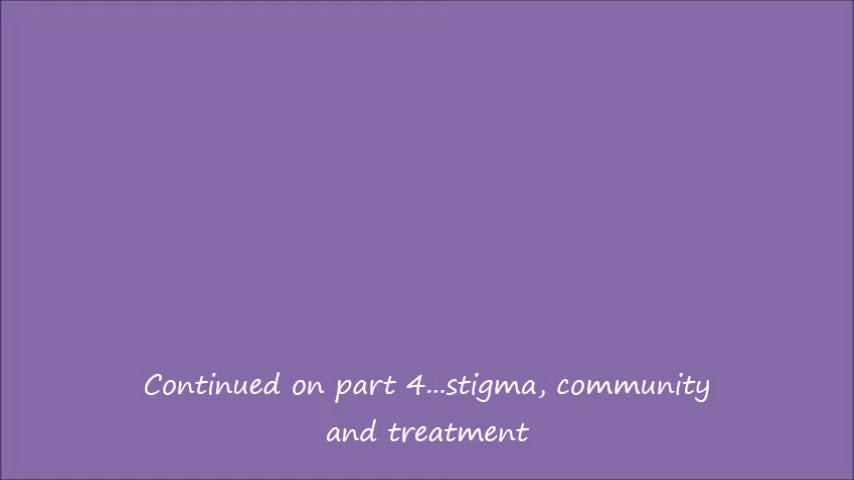 Continued on part 4...stigma, community
and treatment